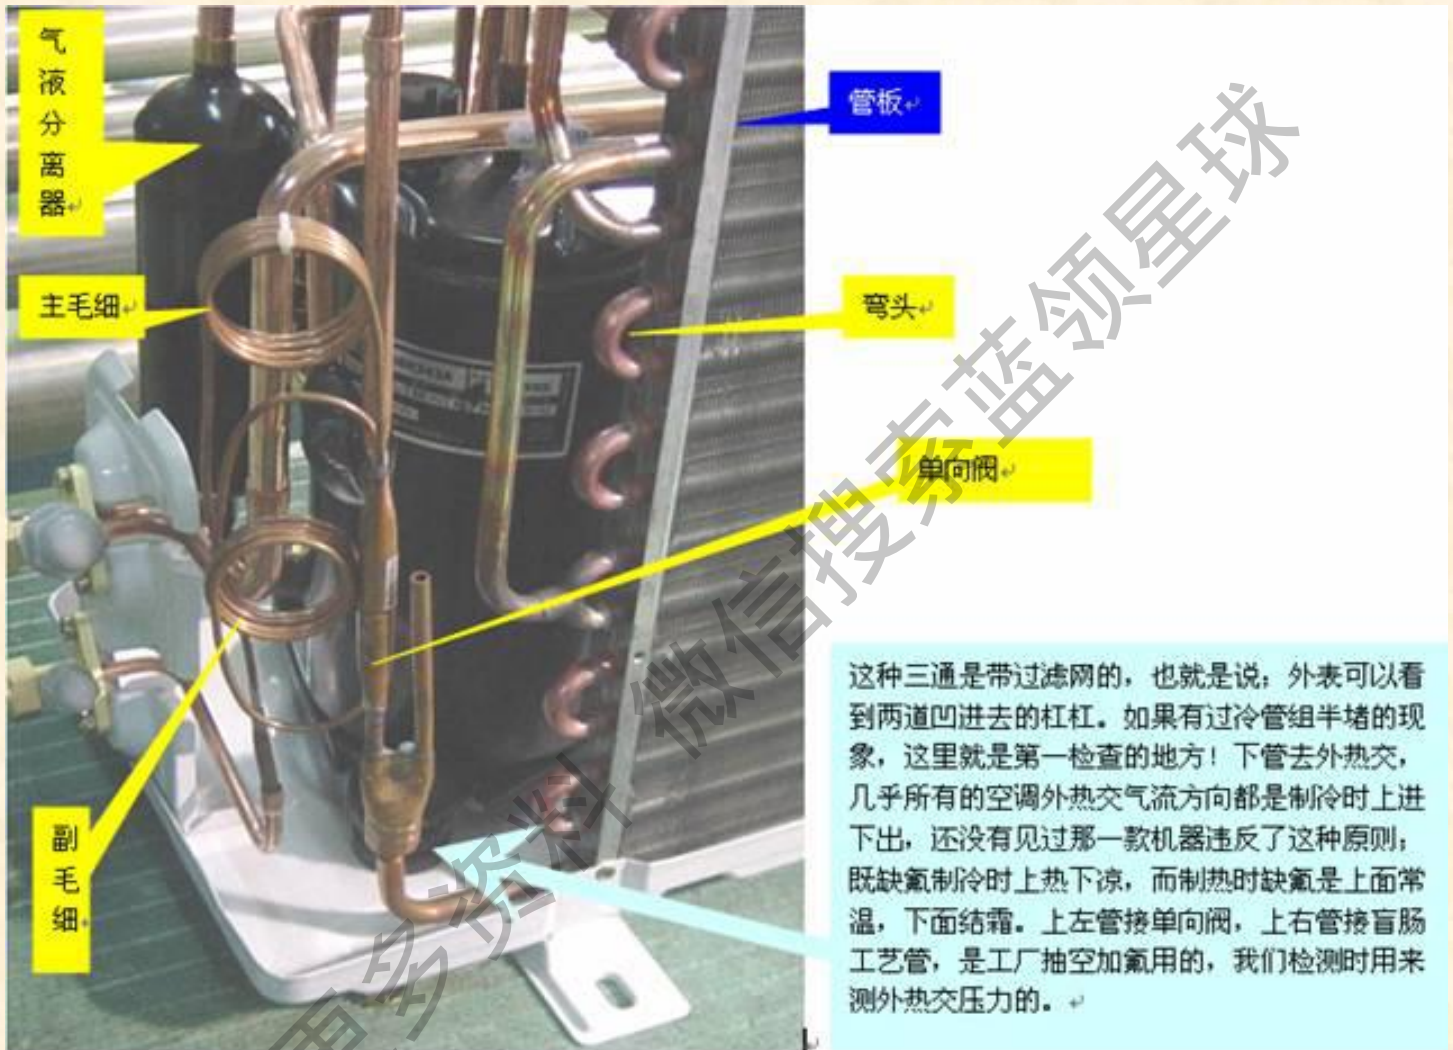 气
液
分
离
器
管板
主毛细
弯头
单向阀
副
毛
细
这种三通是带过滤网的，也就是说；外表可以看
到两道凹进去的杠杠。如果有过冷管组半堵的现
象，这里就是第一检查的地方！下管去外热交，
几乎所有的空调外热交气流方向都是制冷时上进
下出，还没有见过那一款机器违反了这种原则；
既缺氟制冷时上热下凉，而制热时缺氟是上面常
温，下面结霜。上左管接单向阀，上右管接盲肠
工艺管，是工厂抽空加氟用的，我们检测时用来
测外热交压力的。
更多资料 微信搜索蓝领星球